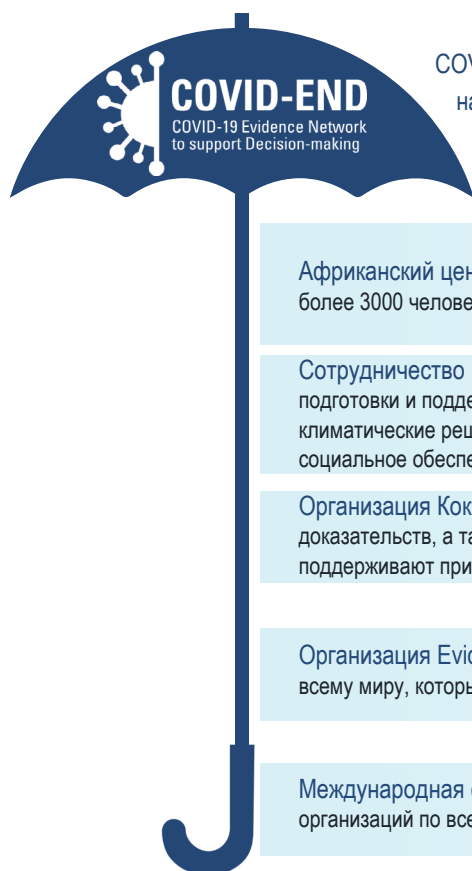 COVID-END
COVID-19 Evidence Network
to support Decision-making
COV
на
Африканский цен
более 3000 челове
Сотрудничество
подготовки и подде
климатические реш
социальное обеспе
Организация Кок
доказательств, а та
поддерживают при
Организация Evid
всему миру, которы
Международная
организаций по все